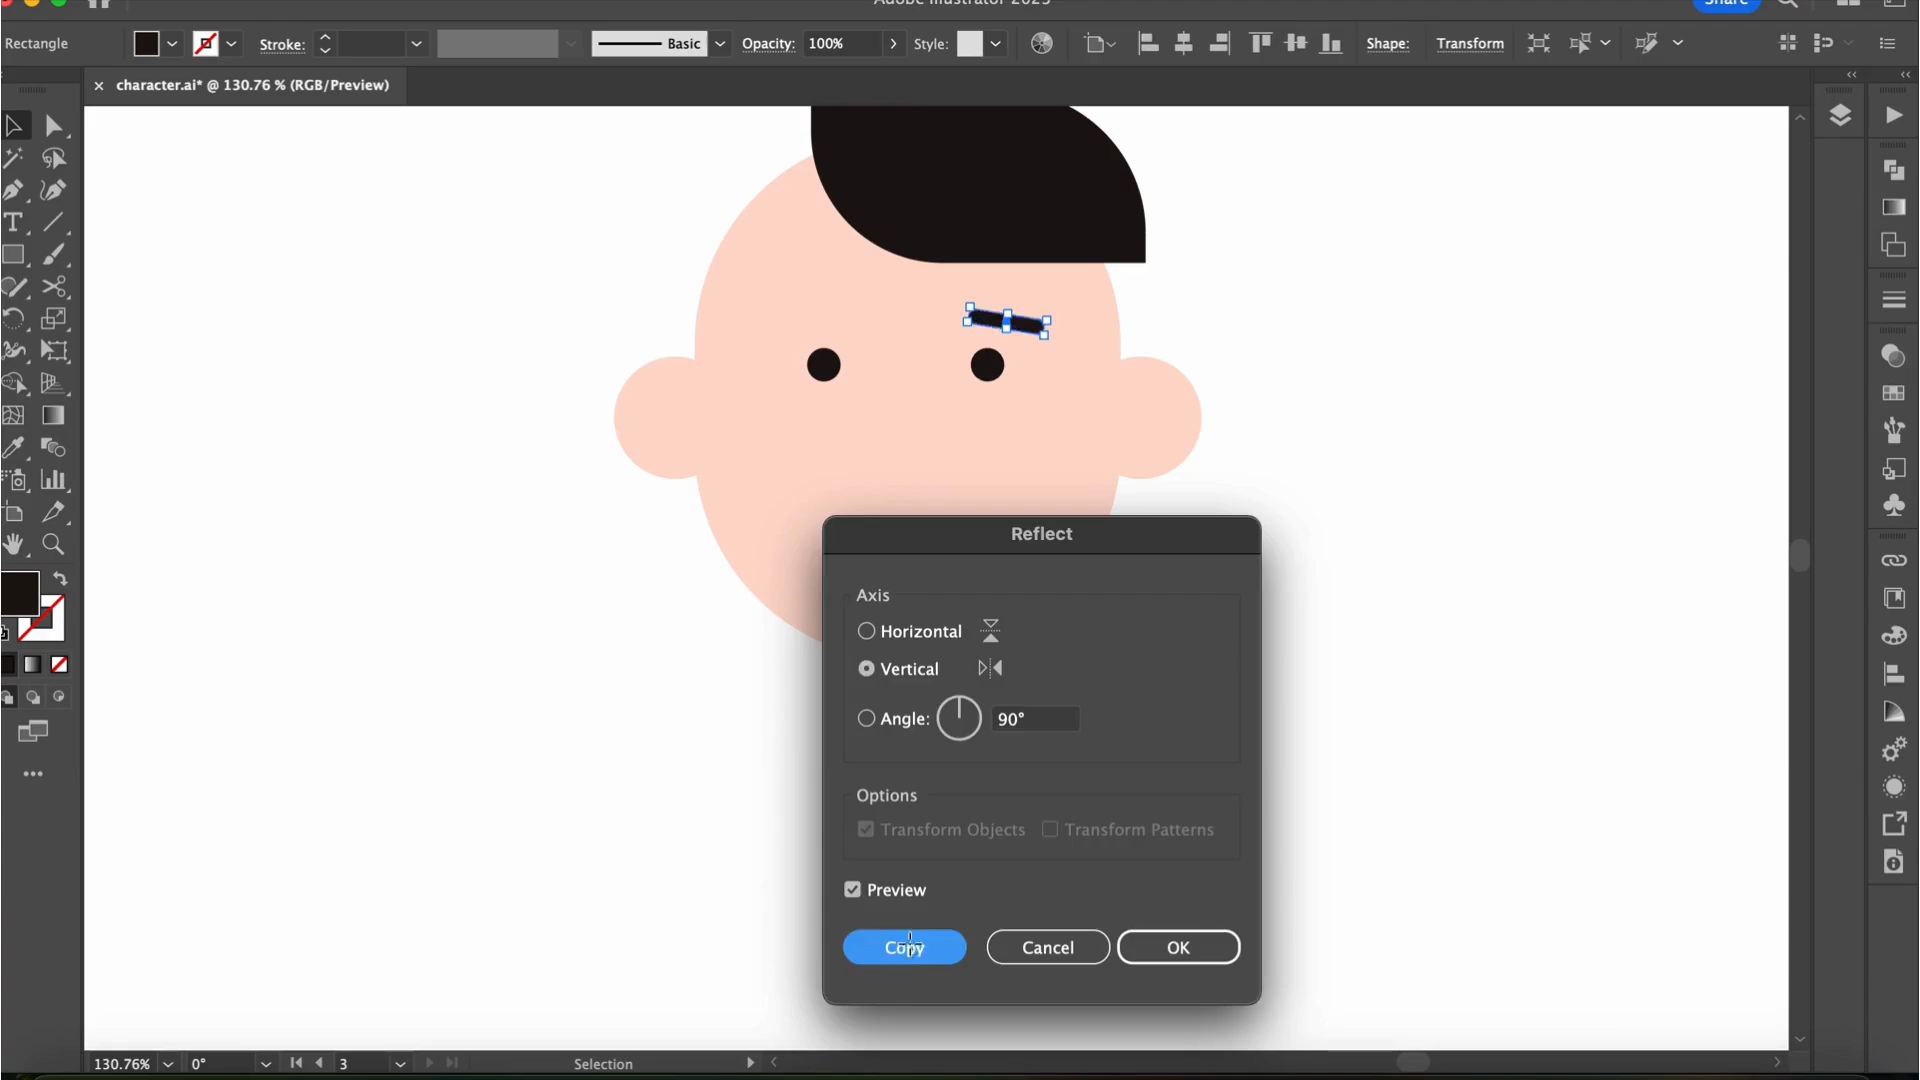 Adobe Illustrator 2023
Share
Rectangle
Stroke:
Basic
Opacity: 100%
Style:
Shape:
Transform
× character.ai* @ 130.76 % (RGB/Preview)
Reflect
Axis
Horizontal
Vertical
Angle: 90°
Options
Transform Objects
Transform Patterns
Preview
Copy
Cancel
OK
130.76%
0°
3
Selection